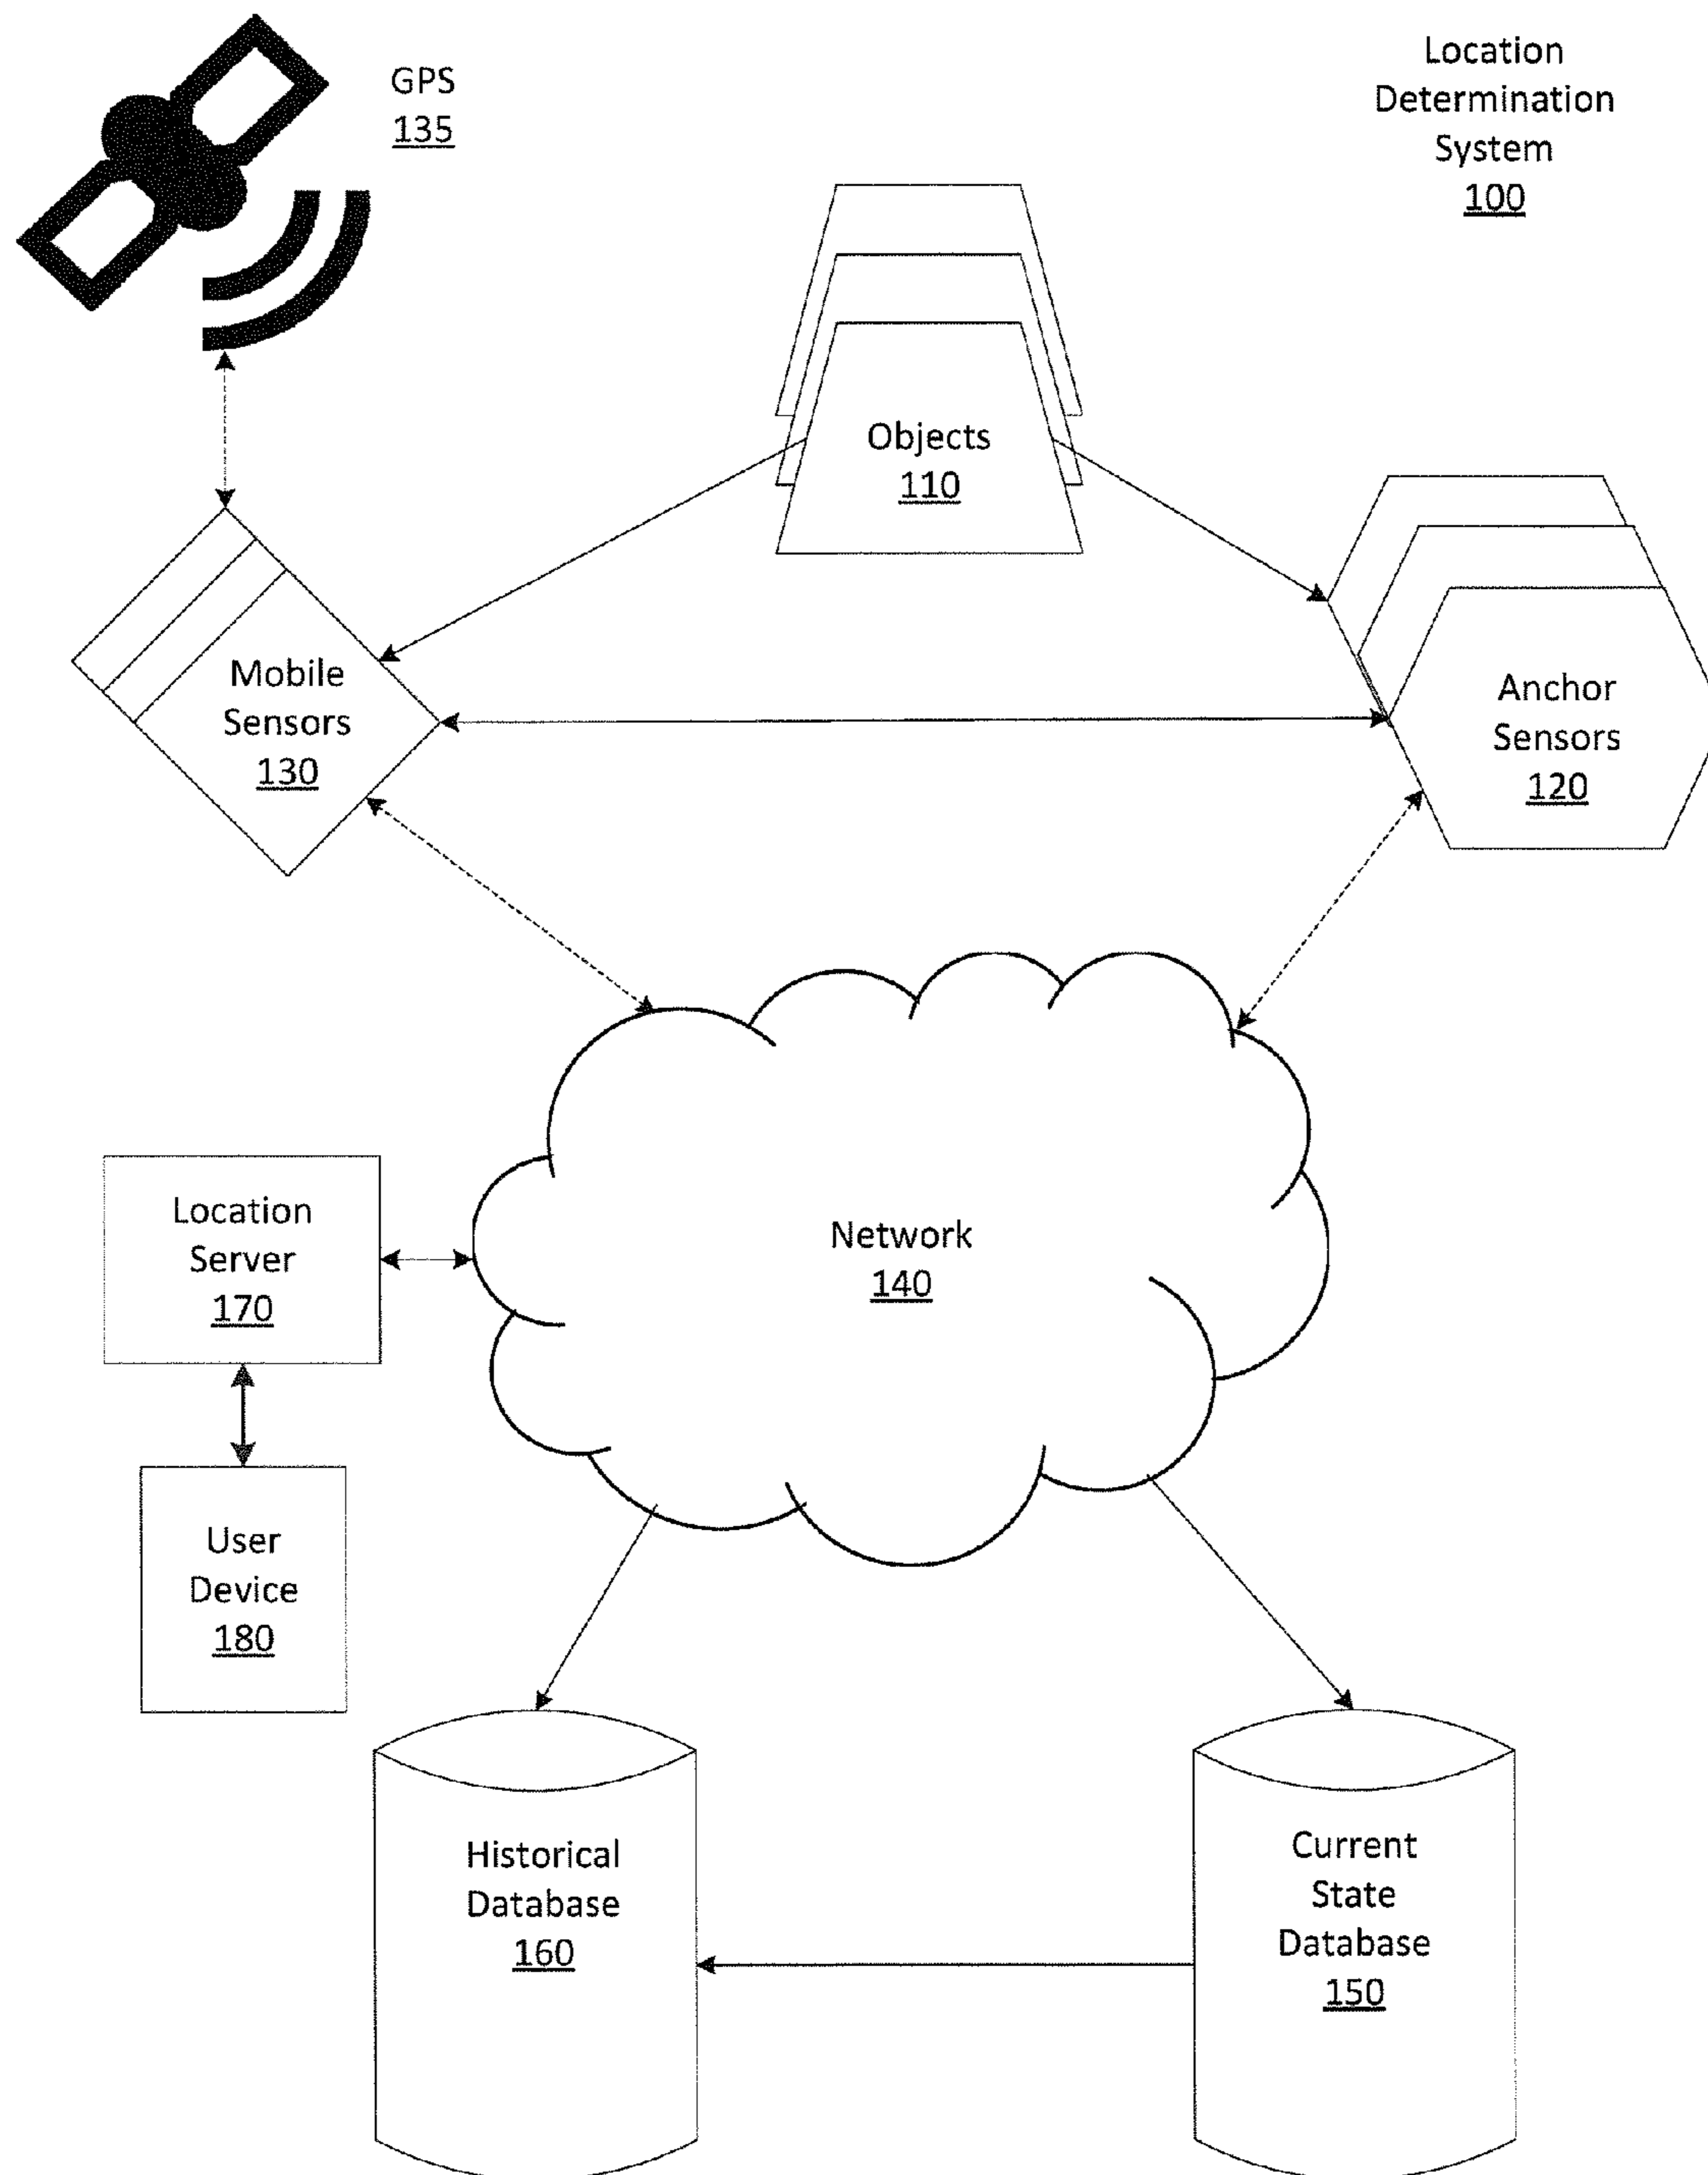 GPS
135
Location
Determination
System
100
Objects
110
Mobile
Sensors
130
Anchor
Sensors
120
Location
Server
170
Network
140
User
Device
180
Historical
Database
160
Current
State
Database
150